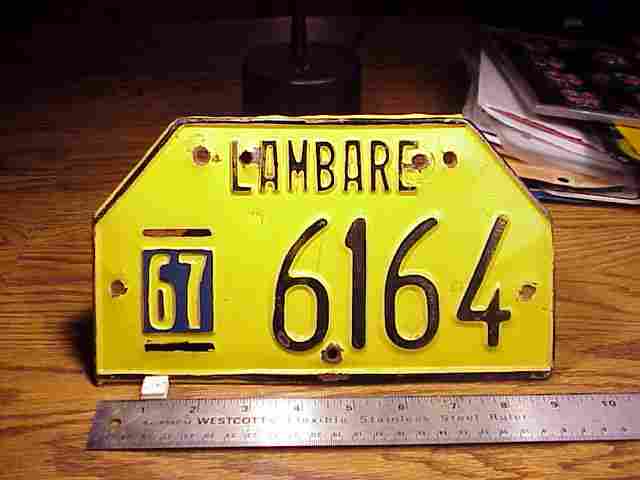 LAMBARE
67 6164
1 2 3 4 5 6 7 8 9 10
WESTCOTT Flexible Stainless Steel Ruler